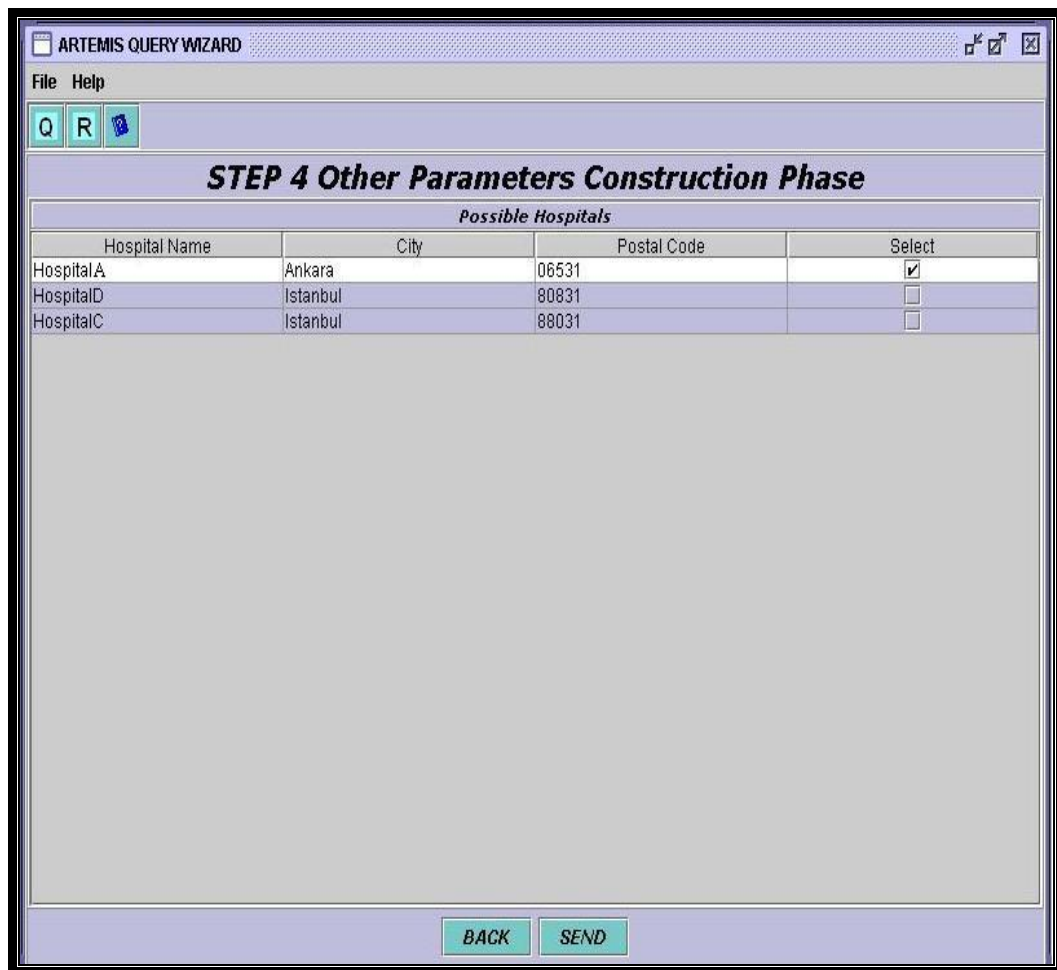 ARTEMIS QUERY WIZARD
File Help
Q R ?
STEP 4 Other Parameters Construction Phase
Possible Hospitals
Hospital Name City Postal Code Select
HospitalA Ankara 06531
HospitalD Istanbul 80831
HospitalC Istanbul 88031
BACK SEND